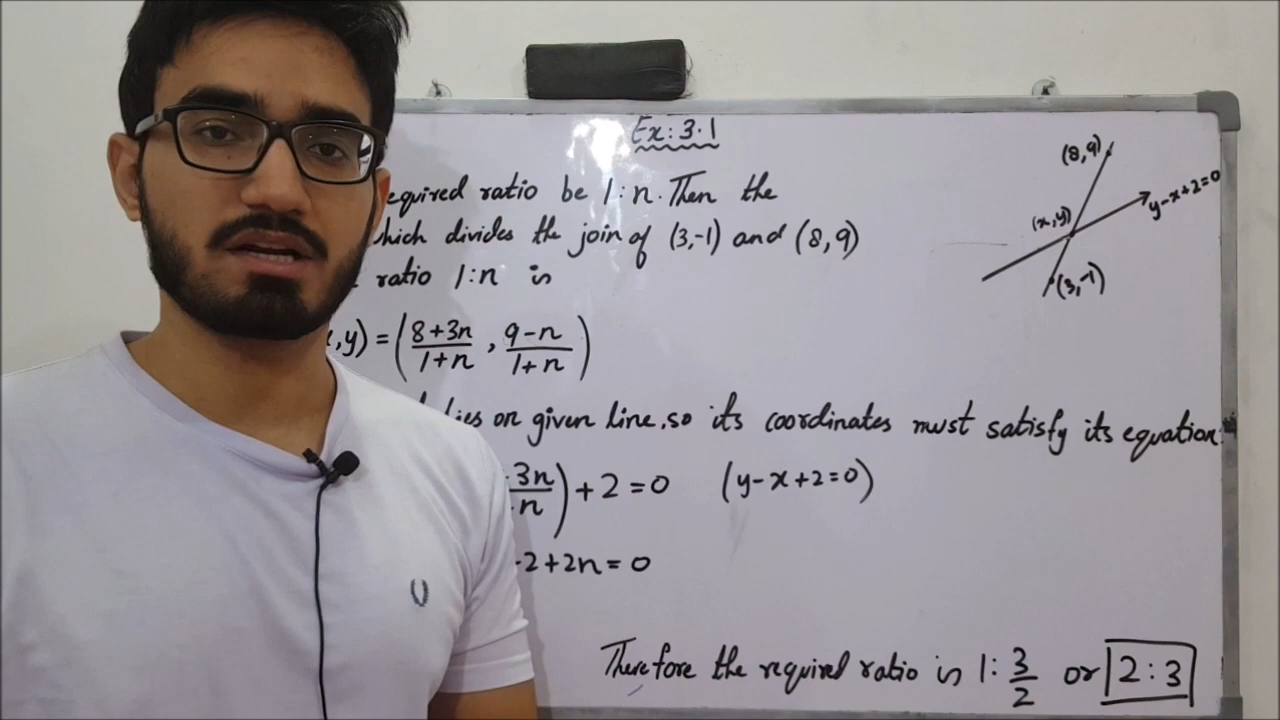 Ex: 3.1
equired ratio be 1:n. Then the
hich divides the join of (3,-1) and (8,9)
ratio 1:n is
,y) = (8+3n/1+n , 9-n/1+n)
lies on given line, so its coordinates must satisfy its equation.
3n/n) + 2 = 0 (y-x+2=0)
2+2n = 0
Therefore the required ratio is 1:3/2 or 2:3
(8,9)
(x,y)
y-x+2=0
(3,-1)